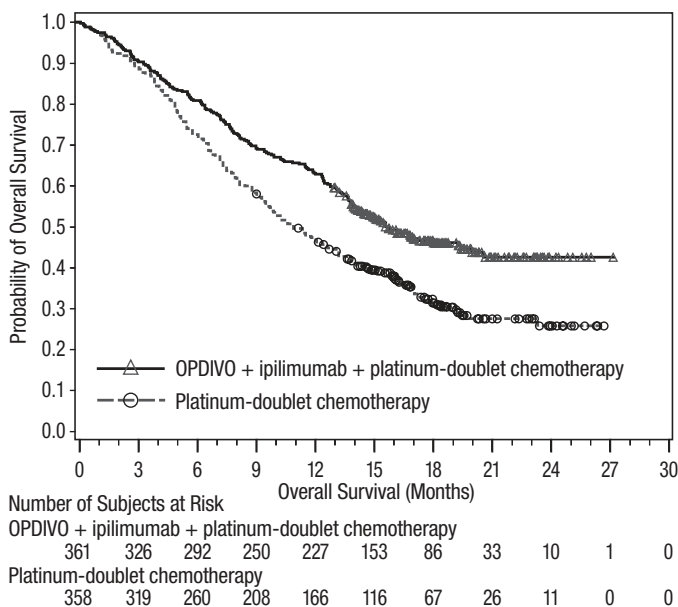 Probability of Overall Survival
1.0
0.9
0.8
0.7
0.6
0.5
0.4
0.3
0.2
0.1
0.0
OPDIVO + ipilimumab + platinum-doublet chemotherapy
Platinum-doublet chemotherapy
0 3 6 9 12 15 18 21 24 27 30
Overall Survival (Months)
Number of Subjects at Risk
OPDIVO + ipilimumab + platinum-doublet chemotherapy
361 326 292 250 227 153 86 33 10 1 0
Platinum-doublet chemotherapy
358 319 260 208 166 116 67 26 11 0 0